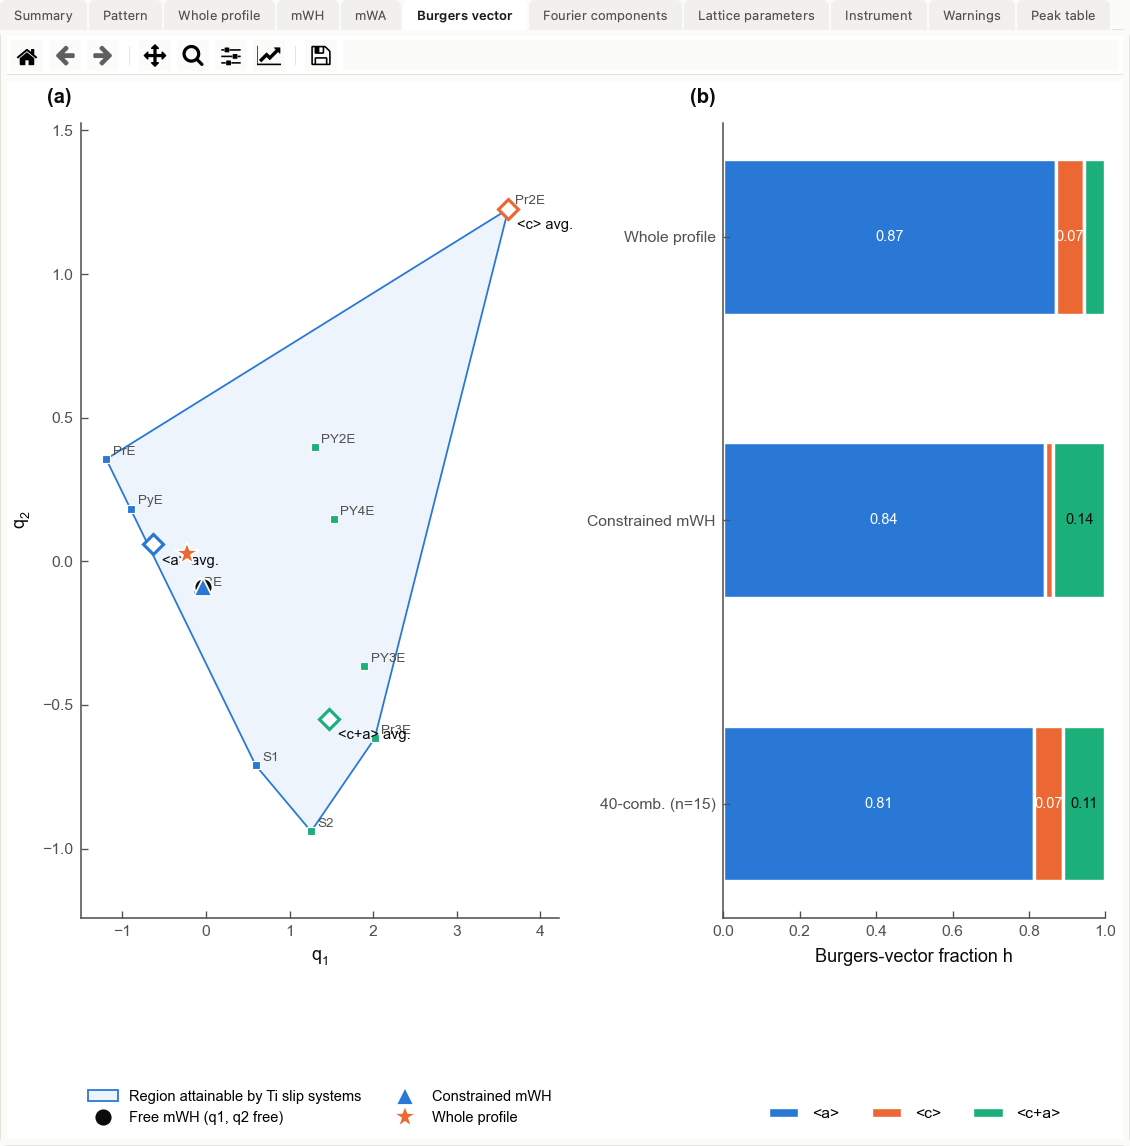 Summary
Pattern
Whole profile
mWH
mWA
Burgers vector
Fourier components
Lattice parameters
Instrument
Warnings
Peak table
(a)
(b)
1.5
1.0
0.5
0.0
−0.5
−1.0
q2
−1
0
1
2
3
4
q1
Pr2E
<c> avg.
PrE
PyE
PY2E
PY4E
avg.
PY3E
Pr3E
<c+a> avg.
S1
S2
Whole profile
0.87
0.07
Constrained mWH
0.84
0.14
40-comb. (n=15)
0.81
0.07
0.11
0.0
0.2
0.4
0.6
0.8
1.0
Burgers-vector fraction h
Region attainable by Ti slip systems
Free mWH (q1, q2 free)
Constrained mWH
Whole profile
<a>
<c>
<c+a>